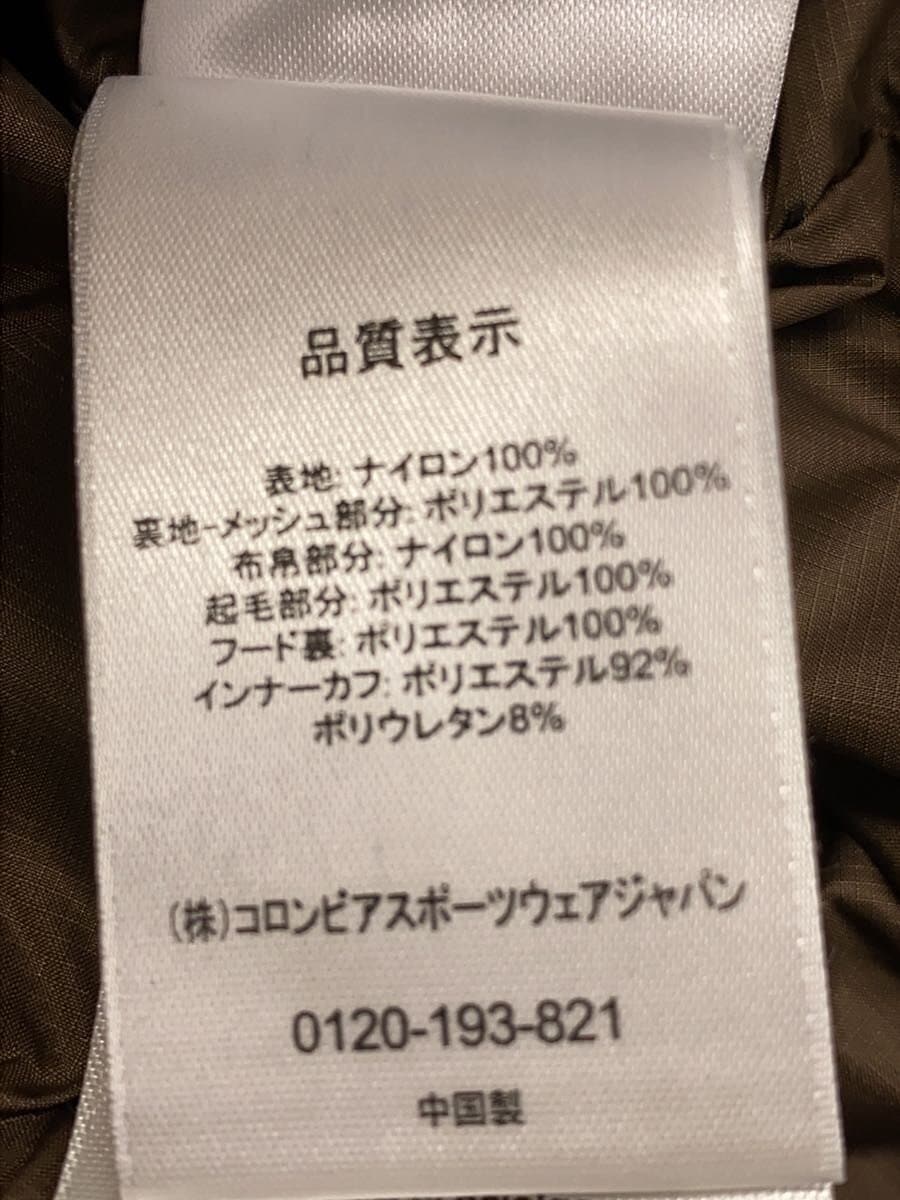 品質表示
表地: ナイロン100%
裏地-メッシュ部分: ポリエステル100%
布帛部分: ナイロン100%
起毛部分: ポリエステル100%
フード裏: ポリエステル100%
インナーカフ: ポリエステル92%
ポリウレタン8%
(株)コロンビアスポーツウェアジャパン
0120-193-821
中国製